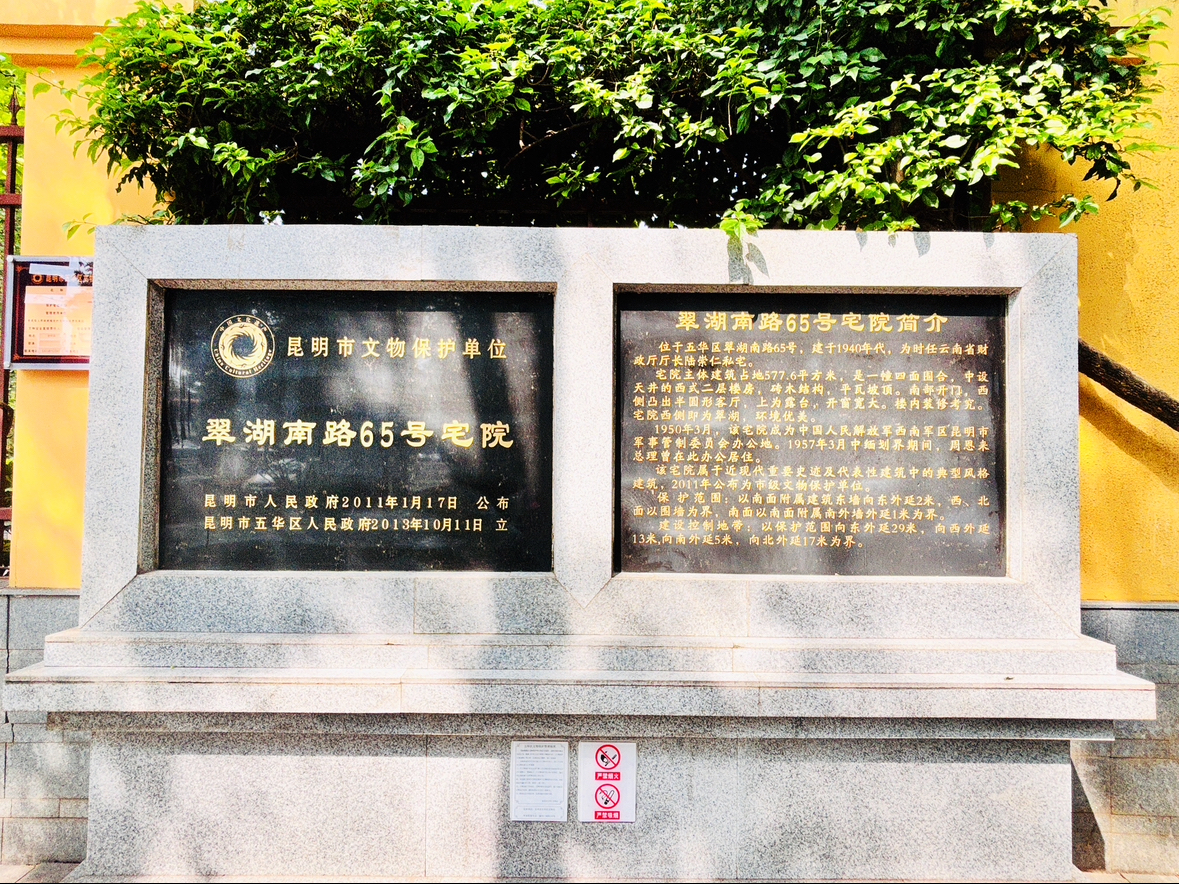 中国文化遗产
China Cultural Heritage
昆明市文物保护单位
翠湖南路65号宅院
昆明市人民政府2011年1月17日 公布
昆明市五华区人民政府2013年10月11日 立
翠湖南路65号宅院简介
位于五华区翠湖南路65号，建于1940年代，为时任云南省财
政厅厅长陆崇仁私宅。
宅院主体建筑占地577.6平方米，是一幢四面围合，中设
天井的西式二层楼房，砖木结构，平瓦坡顶。南部开门，西
侧凸出半圆形客厅，上为露台，开窗宽大。楼内装修考究。
宅院西侧即为翠湖，环境优美。
1950年3月，该宅院成为中国人民解放军西南军区昆明市
军事管制委员会办公地。1957年3月中缅划界期间，周恩来
总理曾在此办公居住。
该宅院属于近现代重要史迹及代表性建筑中的典型风格
建筑，2011年公布为市级文物保护单位。
保护范围：以南面附属建筑东墙向东外延2米，西、北
面以围墙为界，南面以南面附属南外墙外延1米为界。
建设控制地带：以保护范围向东外延29米，向西外延
13米,向南外延5米，向北外延17米为界。
严禁烟火
严禁吸烟